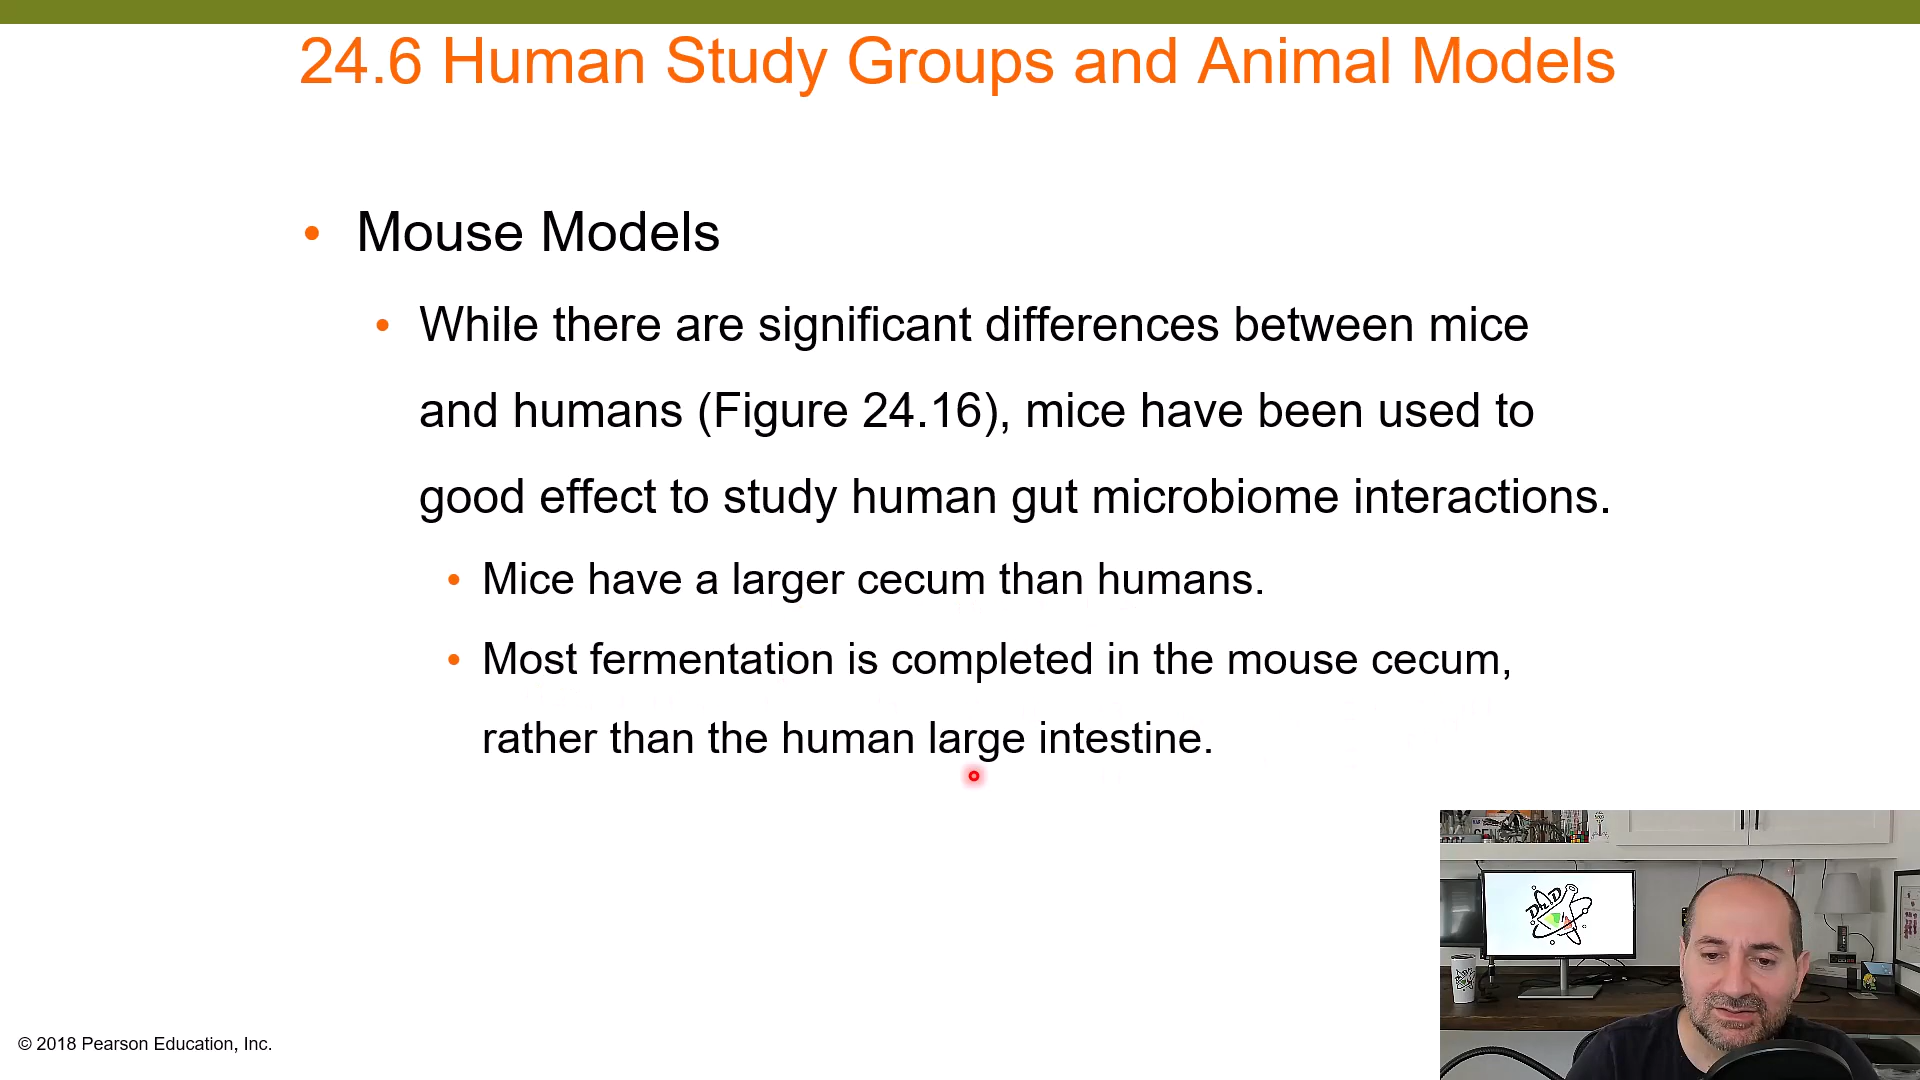 24.6 Human Study Groups and Animal Models
• Mouse Models
• While there are significant differences between mice
and humans (Figure 24.16), mice have been used to
good effect to study human gut microbiome interactions.
• Mice have a larger cecum than humans.
• Most fermentation is completed in the mouse cecum,
rather than the human large intestine.
© 2018 Pearson Education, Inc.